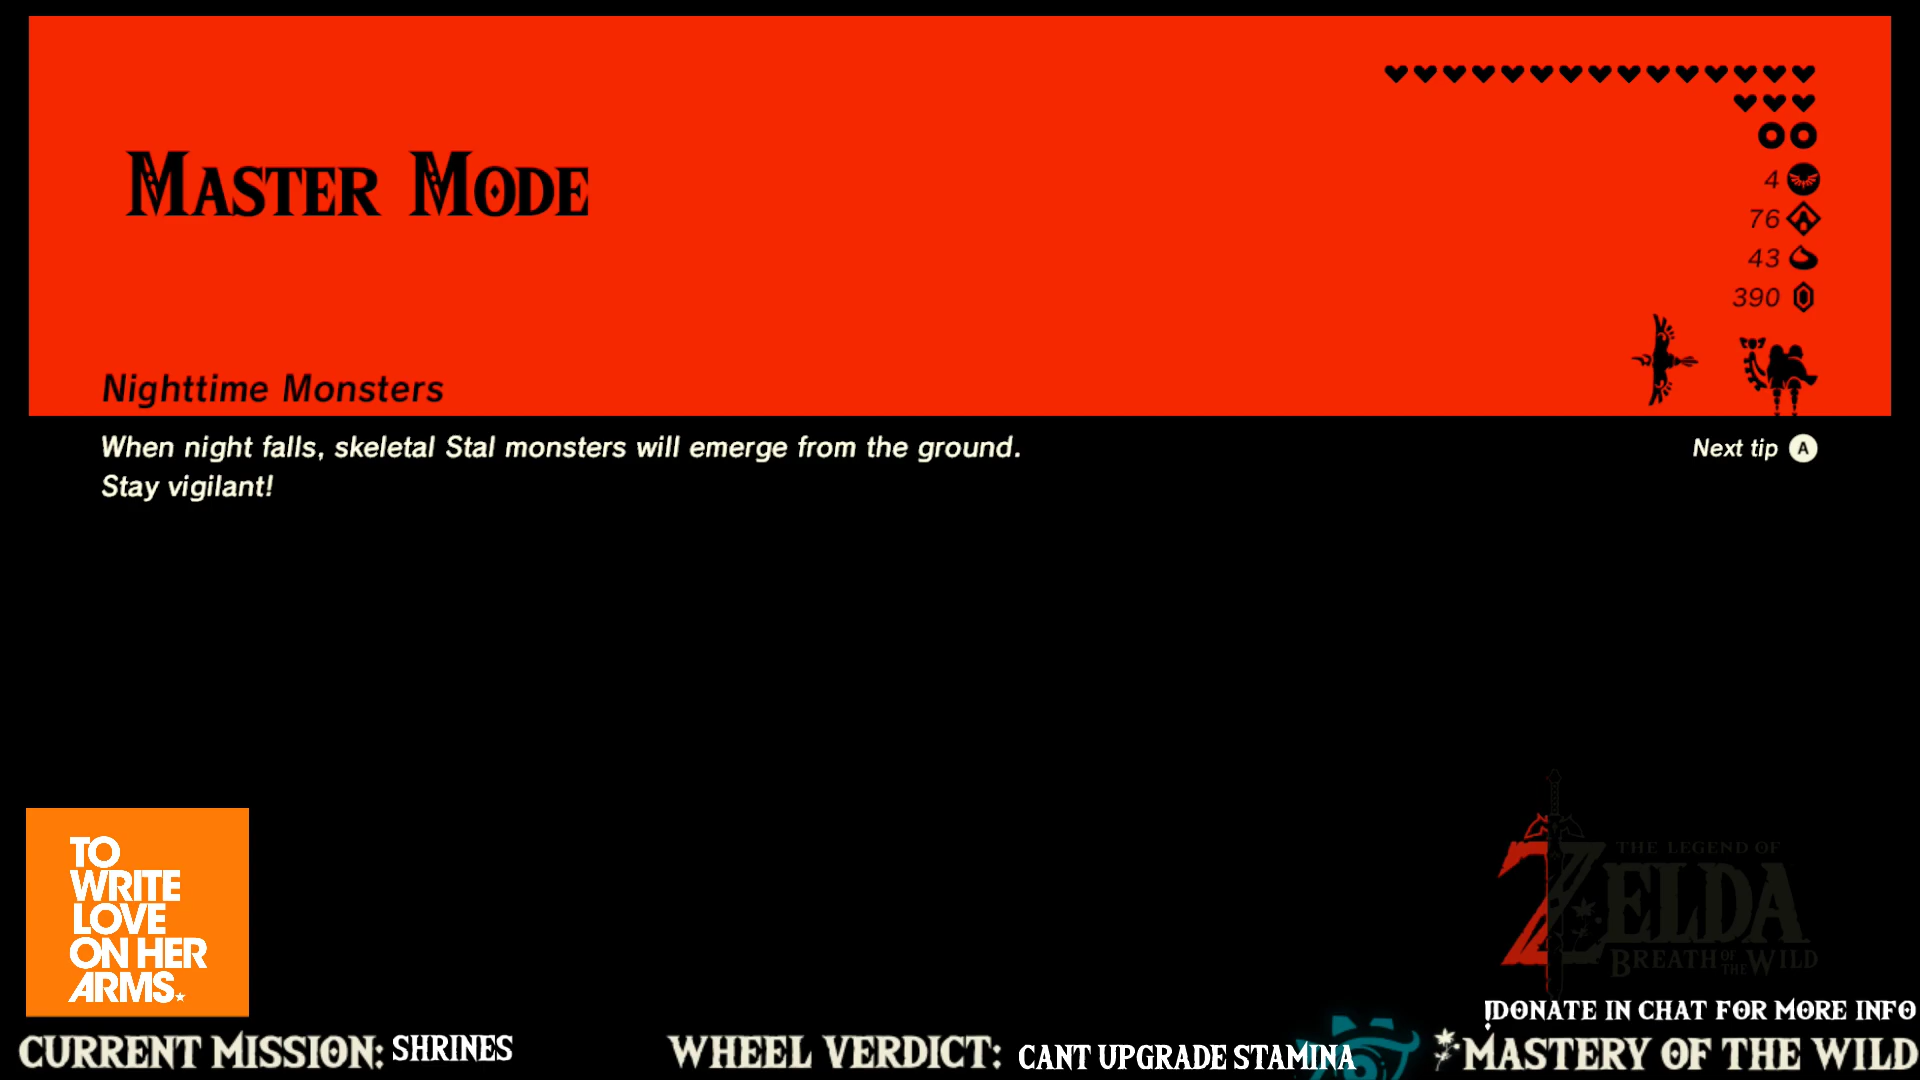 MASTER MODE
4
76
43
390
Nighttime Monsters
When night falls, skeletal Stal monsters will emerge from the ground.
Stay vigilant!
Next tip A
TO
WRITE
LOVE
ON HER
ARMS.
THE LEGEND OF
ZELDA
BREATH OF THE WILD
!DONATE IN CHAT FOR MORE INFO
CURRENT MISSION: SHRINES
WHEEL VERDICT: CANT UPGRADE STAMINA
MASTERY OF THE WILD